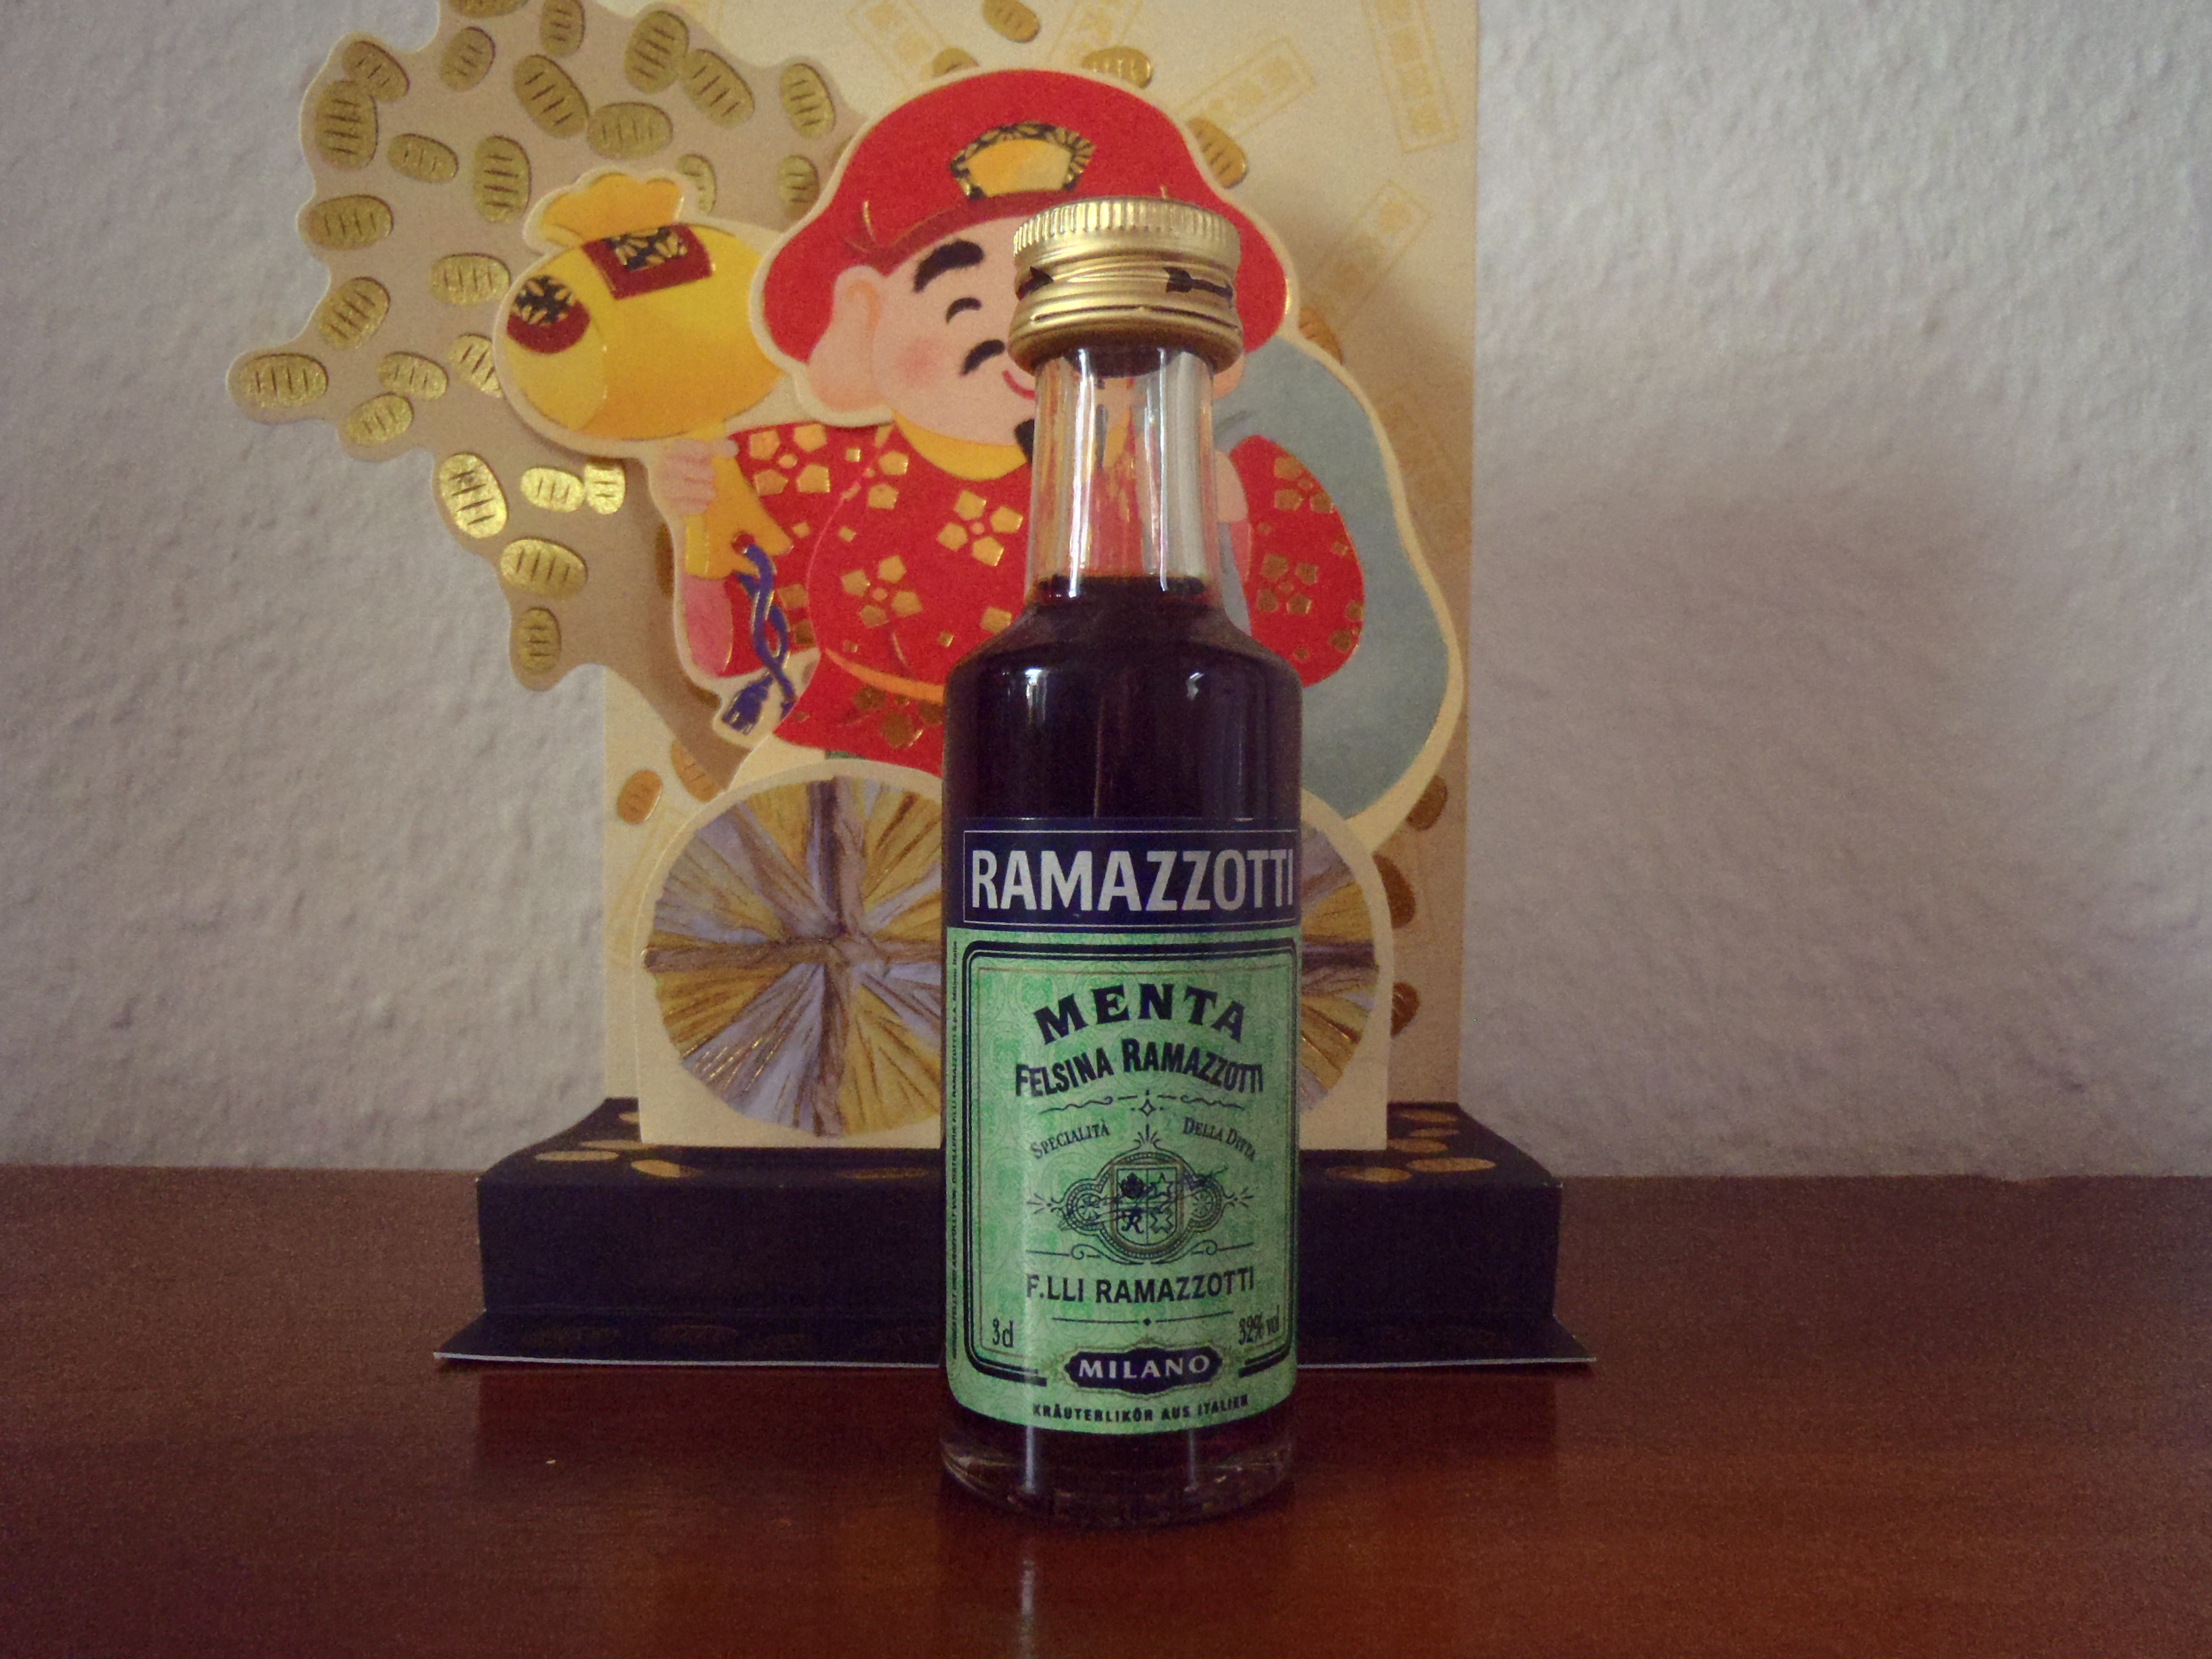 RAMAZZOTTI
MENTA
FELSINA RAMAZZOTTI
SPECIALITÀ DELLA DITTA
R
F.LLI RAMAZZOTTI
3cl 32% vol
MILANO
KRÄUTERLIKÖR AUS ITALIEN